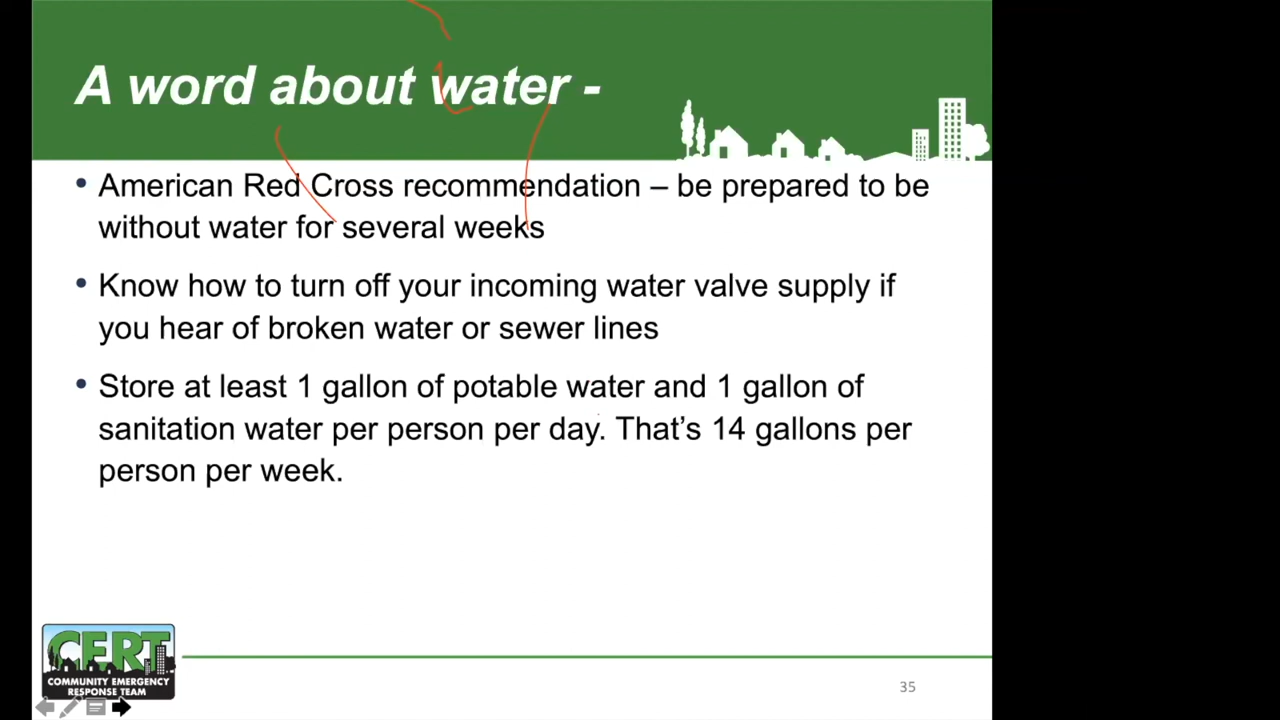 A word about water -
• American Red Cross recommendation – be prepared to be
without water for several weeks
• Know how to turn off your incoming water valve supply if
you hear of broken water or sewer lines
• Store at least 1 gallon of potable water and 1 gallon of
sanitation water per person per day. That’s 14 gallons per
person per week.
CERT
COMMUNITY EMERGENCY
RESPONSE TEAM
35